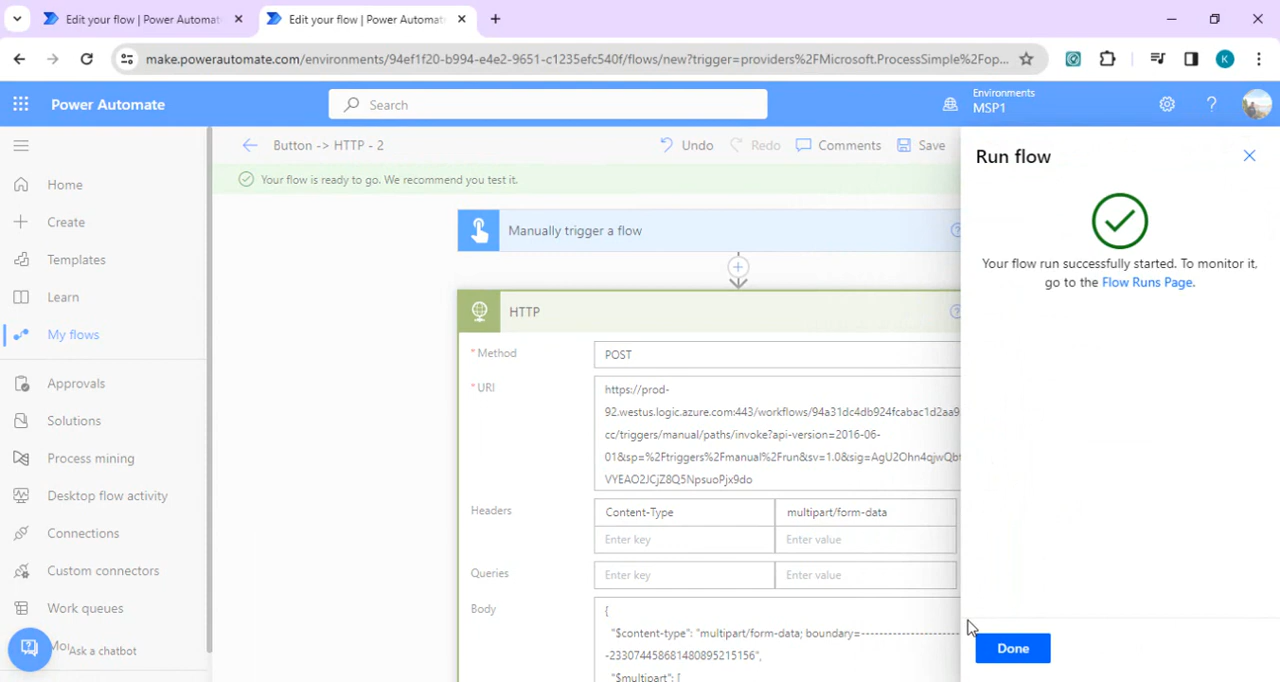 Edit your flow | Power Automate
Edit your flow | Power Automate
make.powerautomate.com/environments/94ef1f20-b994-e4e2-9651-c1235efc540f/flows/new?trigger=providers%2FMicrosoft.ProcessSimple%2Fop...
K
Power Automate
Search
Environments
MSP1
Button -> HTTP - 2
Undo
Redo
Comments
Save
Your flow is ready to go. We recommend you test it.
Home
Create
Templates
Learn
My flows
Approvals
Solutions
Process mining
Desktop flow activity
Connections
Custom connectors
Work queues
Ask a chatbot
Manually trigger a flow
HTTP
* Method
POST
* URI
https://prod-
92.westus.logic.azure.com:443/workflows/94a31dc4db924fcabac1d2aa9
cc/triggers/manual/paths/invoke?api-version=2016-06-
01&sp=%2Ftriggers%2Fmanual%2Frun&sv=1.0&sig=AgU2Ohn4qjwQbt
VYEAO2JCjZ8Q5NpsuoPjx9do
Headers
Content-Type
multipart/form-data
Enter key
Enter value
Queries
Enter key
Enter value
Body
{
"$content-type": "multipart/form-data; boundary=--------------------
-233074458681480895215156",
"$multipart": [
Run flow
Your flow run successfully started. To monitor it,
go to the Flow Runs Page.
Done